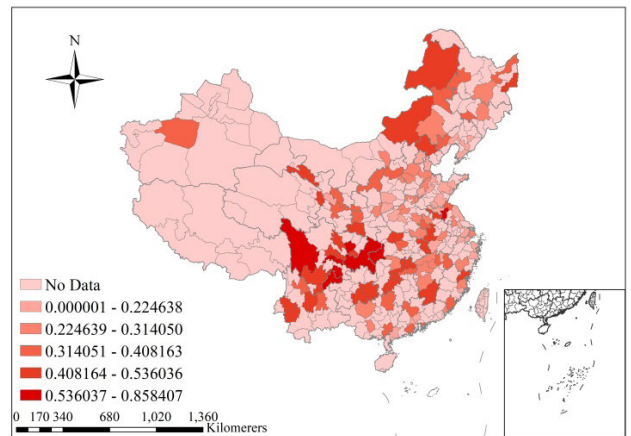 N
No Data
0.000001 - 0.224638
0.224639 - 0.314050
0.314051 - 0.408163
0.408164 - 0.536036
0.536037 - 0.858407
0 170 340 680 1,020 1,360
Kilomerers